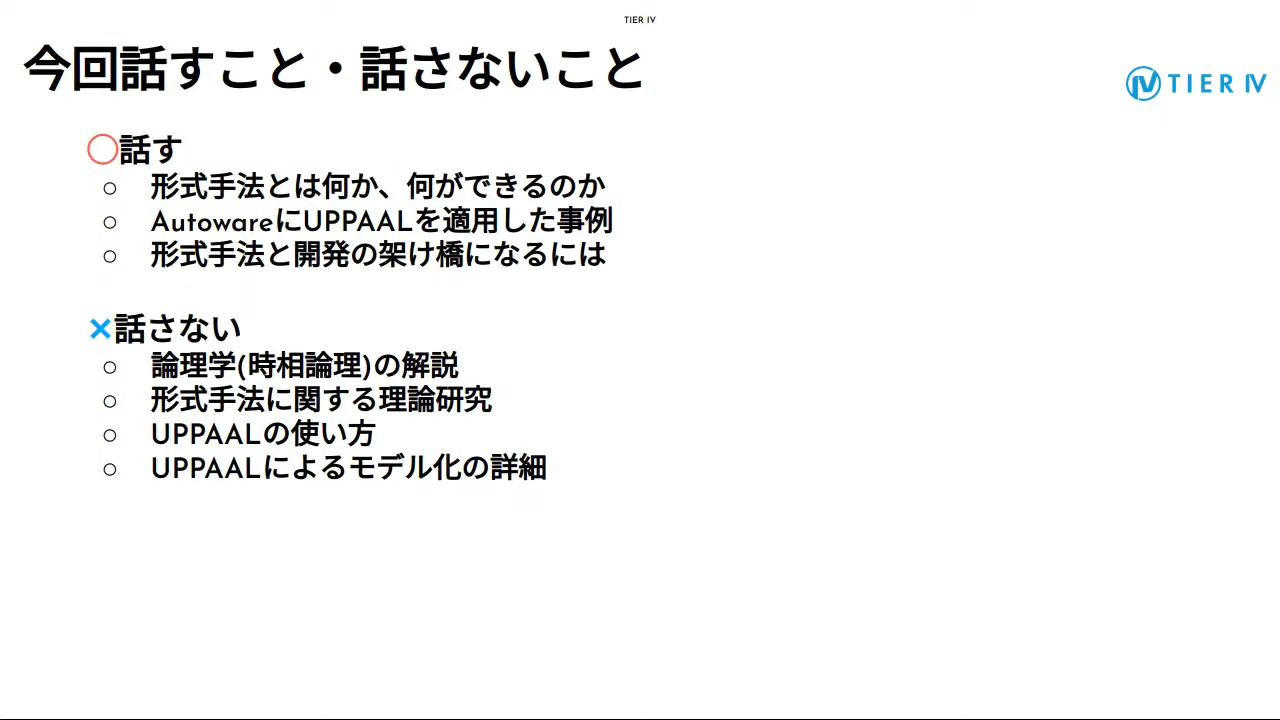 TIER IV
今回話すこと・話さないこと
TIER IV
◯話す
○ 形式手法とは何か、何ができるのか
○ AutowareにUPPAALを適用した事例
○ 形式手法と開発の架け橋になるには
✕話さない
○ 論理学(時相論理)の解説
○ 形式手法に関する理論研究
○ UPPAALの使い方
○ UPPAALによるモデル化の詳細